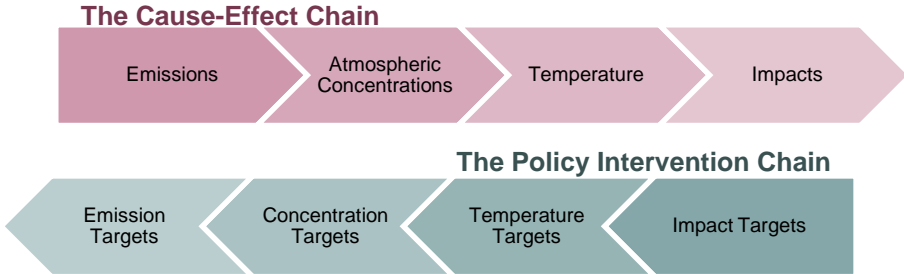 The Cause-Effect Chain
Emissions
Atmospheric
Concentrations
Temperature
Impacts
The Policy Intervention Chain
Emission
Targets
Concentration
Targets
Temperature
Targets
Impact Targets